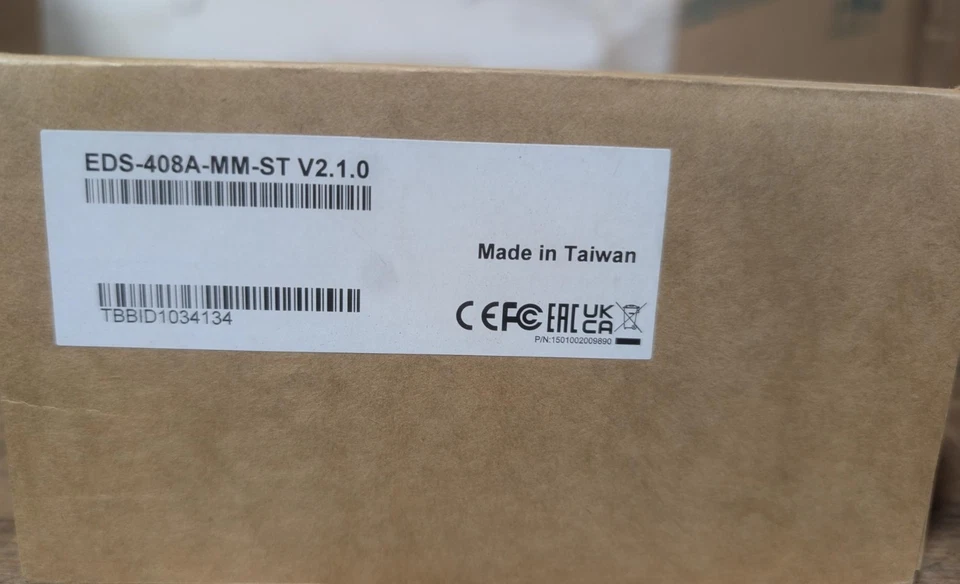 EDS-408A-MM-ST V2.1.0
Made in Taiwan
TBBID1034134
CE FC EAC UK CA
P/N:1501002009890